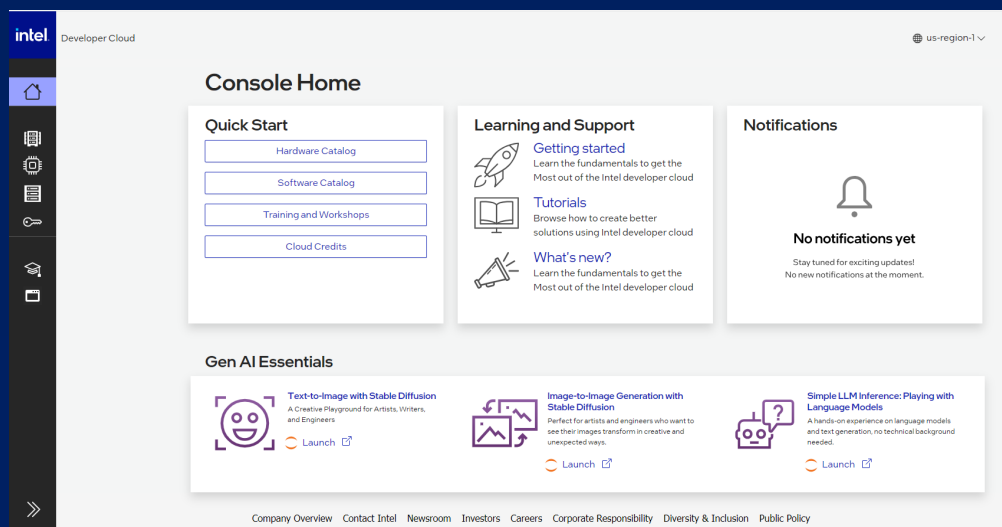 intel.
Developer Cloud
us-region-1
Console Home
Quick Start
Hardware Catalog
Software Catalog
Training and Workshops
Cloud Credits
Learning and Support
Getting started
Learn the fundamentals to get the
Most out of the Intel developer cloud
Tutorials
Browse how to create better
solutions using Intel developer cloud
What's new?
Learn the fundamentals to get the
Most out of the Intel developer cloud
Notifications
No notifications yet
Stay tuned for exciting updates!
No new notifications at the moment.
Gen AI Essentials
Text-to-Image with Stable Diffusion
A Creative Playground for Artists, Writers,
and Engineers
Launch
Image-to-Image Generation with
Stable Diffusion
Perfect for artists and engineers who want to
see their images transform in creative and
unexpected ways.
Launch
Simple LLM Inference: Playing with
Language Models
A hands-on experience on language models
and text generation, no technical background
needed.
Launch
Company Overview Contact Intel Newsroom Investors Careers Corporate Responsibility Diversity & Inclusion Public Policy